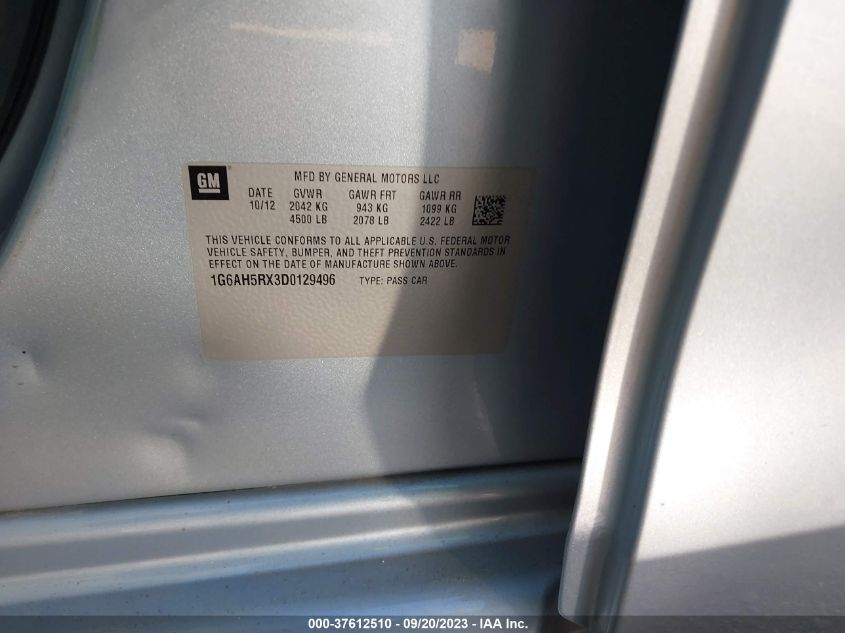 GM
MFD BY GENERAL MOTORS LLC
DATE GVWR GAWR FRT GAWR RR
10/12 2042 KG 943 KG 1099 KG
4500 LB 2078 LB 2422 LB
THIS VEHICLE CONFORMS TO ALL APPLICABLE U.S. FEDERAL MOTOR
VEHICLE SAFETY, BUMPER, AND THEFT PREVENTION STANDARDS IN
EFFECT ON THE DATE OF MANUFACTURE SHOWN ABOVE.
1G6AH5RX3D0129496 TYPE: PASS CAR
000-37612510 - 09/20/2023 - IAA Inc.